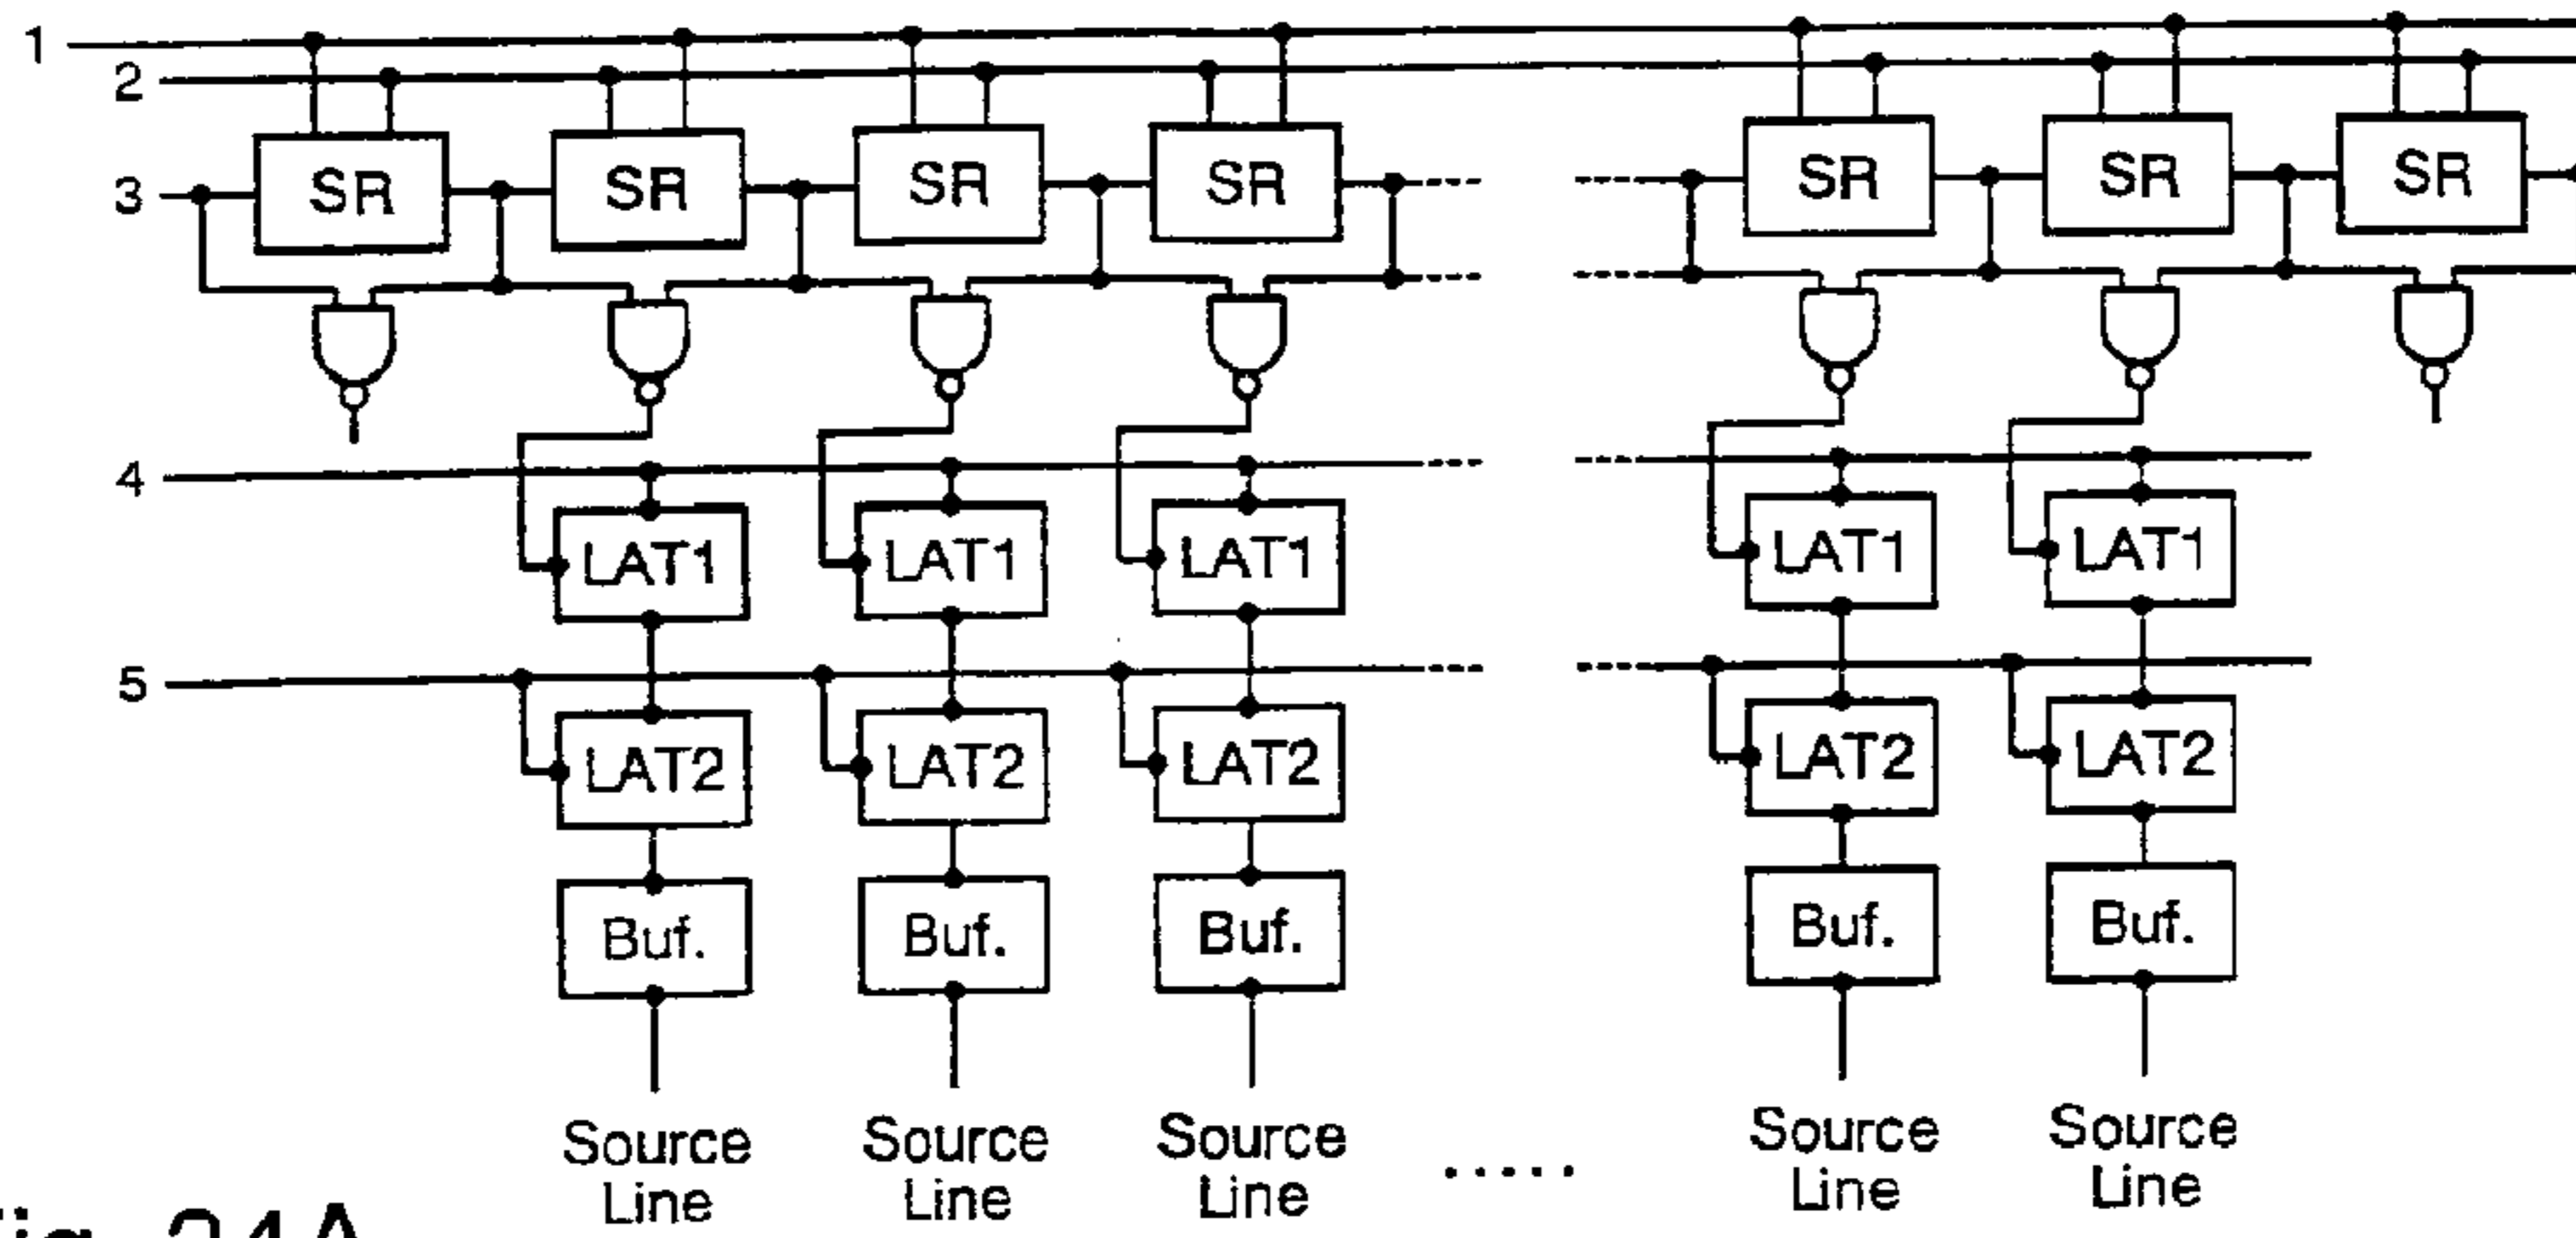 1
2
3
SR SR SR SR SR SR SR
4
LAT1 LAT1 LAT1 LAT1 LAT1
5
LAT2 LAT2 LAT2 LAT2 LAT2
Buf. Buf. Buf. Buf. Buf.
Source Source Source Source Source
Line Line Line ..... Line Line